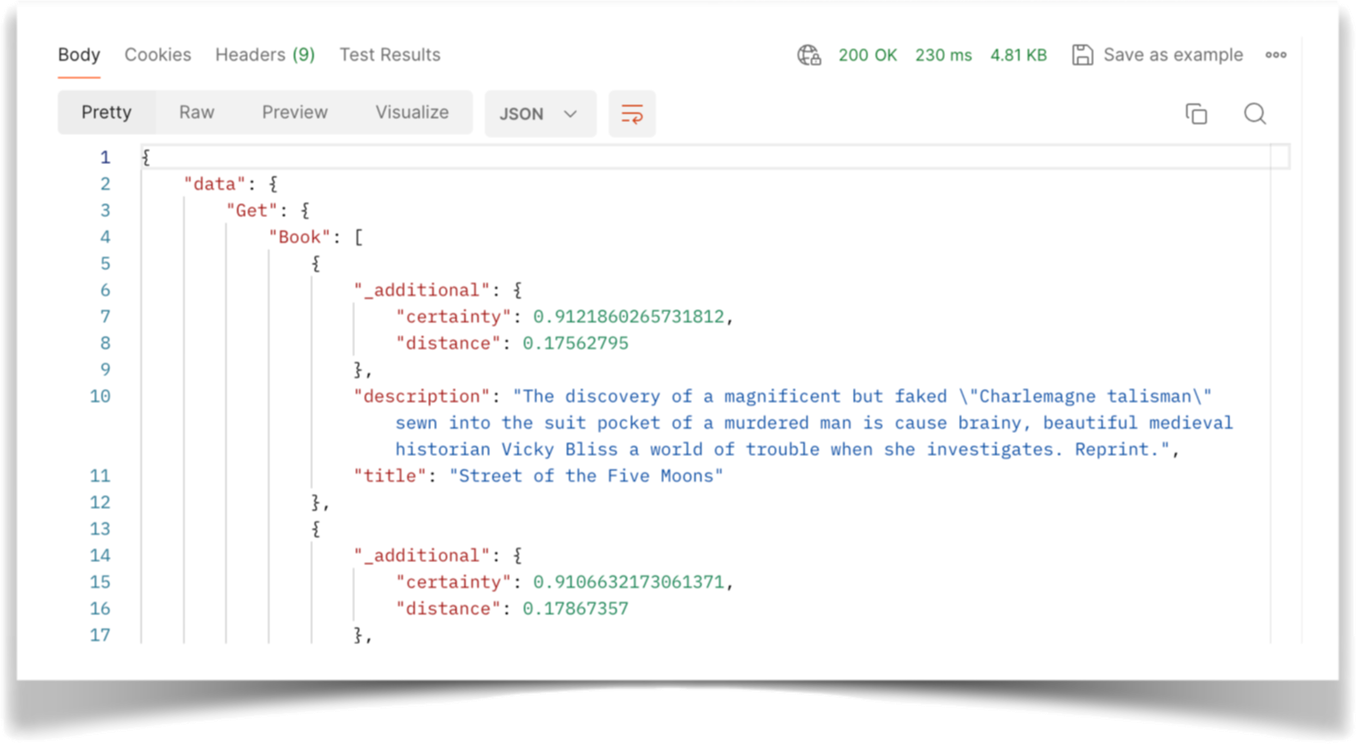 Body Cookies Headers (9) Test Results 200 OK 230 ms 4.81 KB Save as example
Pretty Raw Preview Visualize JSON
1 {
2 "data": {
3 "Get": {
4 "Book": [
5 {
6 "_additional": {
7 "certainty": 0.9121860265731812,
8 "distance": 0.17562795
9 },
10 "description": "The discovery of a magnificent but faked \"Charlemagne talisman\"
sewn into the suit pocket of a murdered man is cause brainy, beautiful medieval
historian Vicky Bliss a world of trouble when she investigates. Reprint.",
11 "title": "Street of the Five Moons"
12 },
13 {
14 "_additional": {
15 "certainty": 0.9106632173061371,
16 "distance": 0.17867357
17 },